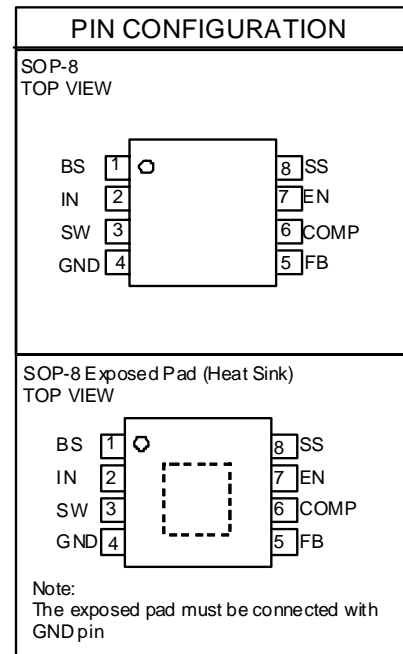 PIN CONFIGURATION
SOP-8
TOP VIEW
BS 1 8 SS
IN 2 7 EN
SW 3 6 COMP
GND 4 5 FB
SOP-8 Exposed Pad (Heat Sink)
TOP VIEW
BS 1 8 SS
IN 2 7 EN
SW 3 6 COMP
GND 4 5 FB
Note:
The exposed pad must be connected with
GND pin